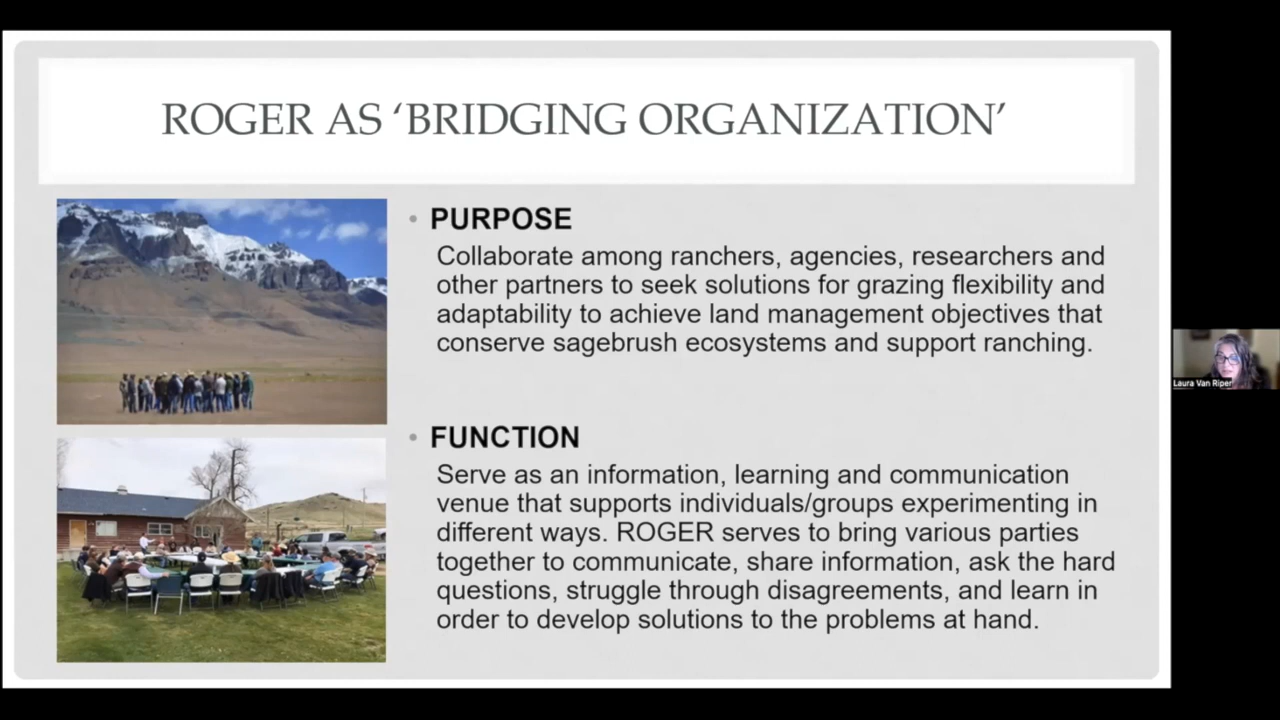 ROGER AS ‘BRIDGING ORGANIZATION’
• PURPOSE
Collaborate among ranchers, agencies, researchers and
other partners to seek solutions for grazing flexibility and
adaptability to achieve land management objectives that
conserve sagebrush ecosystems and support ranching.
• FUNCTION
Serve as an information, learning and communication
venue that supports individuals/groups experimenting in
different ways. ROGER serves to bring various parties
together to communicate, share information, ask the hard
questions, struggle through disagreements, and learn in
order to develop solutions to the problems at hand.
Laura Van Riper